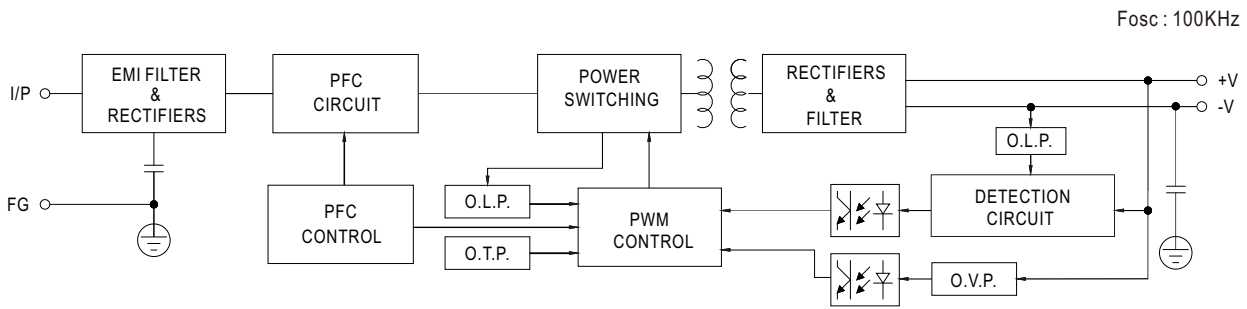 Fosc : 100KHz
I/P
EMI FILTER
&
RECTIFIERS
PFC
CIRCUIT
POWER
SWITCHING
RECTIFIERS
&
FILTER
+V
-V
O.L.P.
FG
PFC
CONTROL
O.L.P.
O.T.P.
PWM
CONTROL
DETECTION
CIRCUIT
O.V.P.